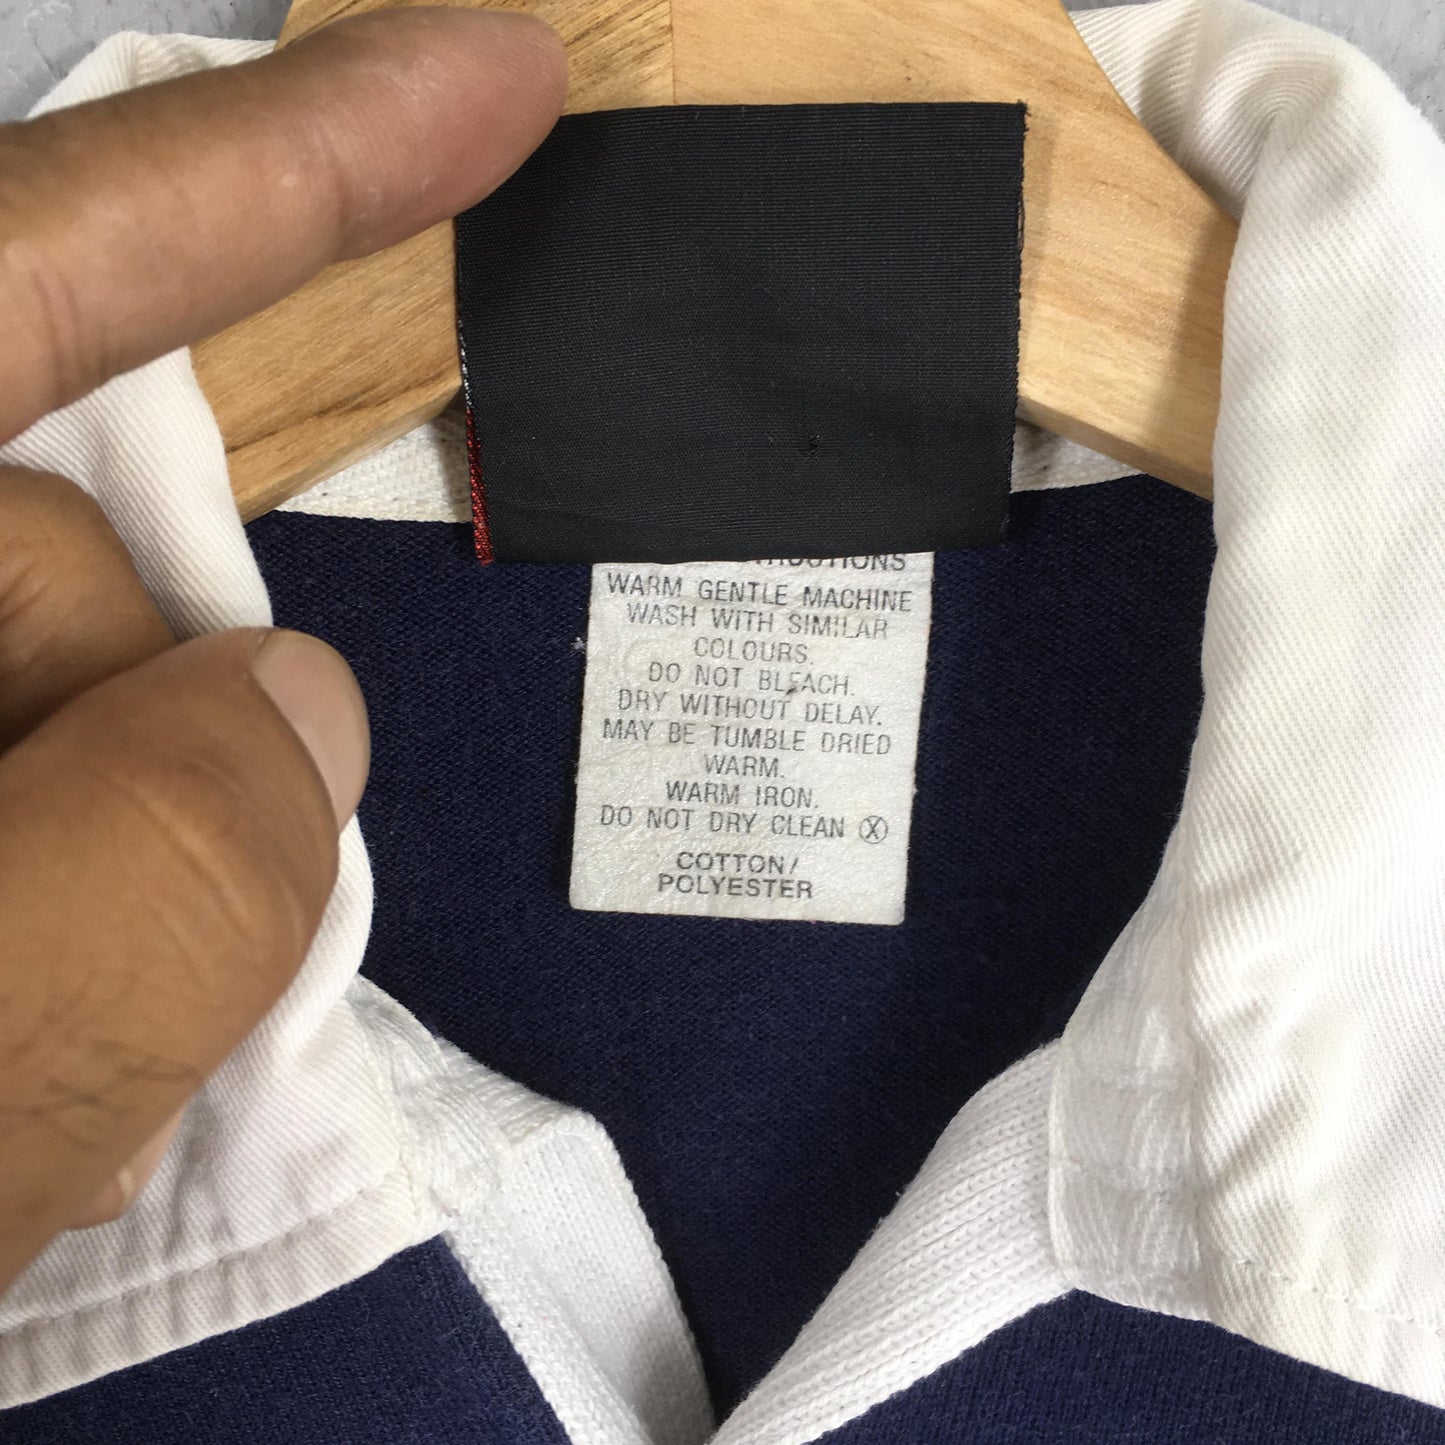 WARM GENTLE MACHINE
WASH WITH SIMILAR
COLOURS.
DO NOT BLEACH.
DRY WITHOUT DELAY.
MAY BE TUMBLE DRIED
WARM.
WARM IRON.
DO NOT DRY CLEAN Ⓧ
COTTON/
POLYESTER